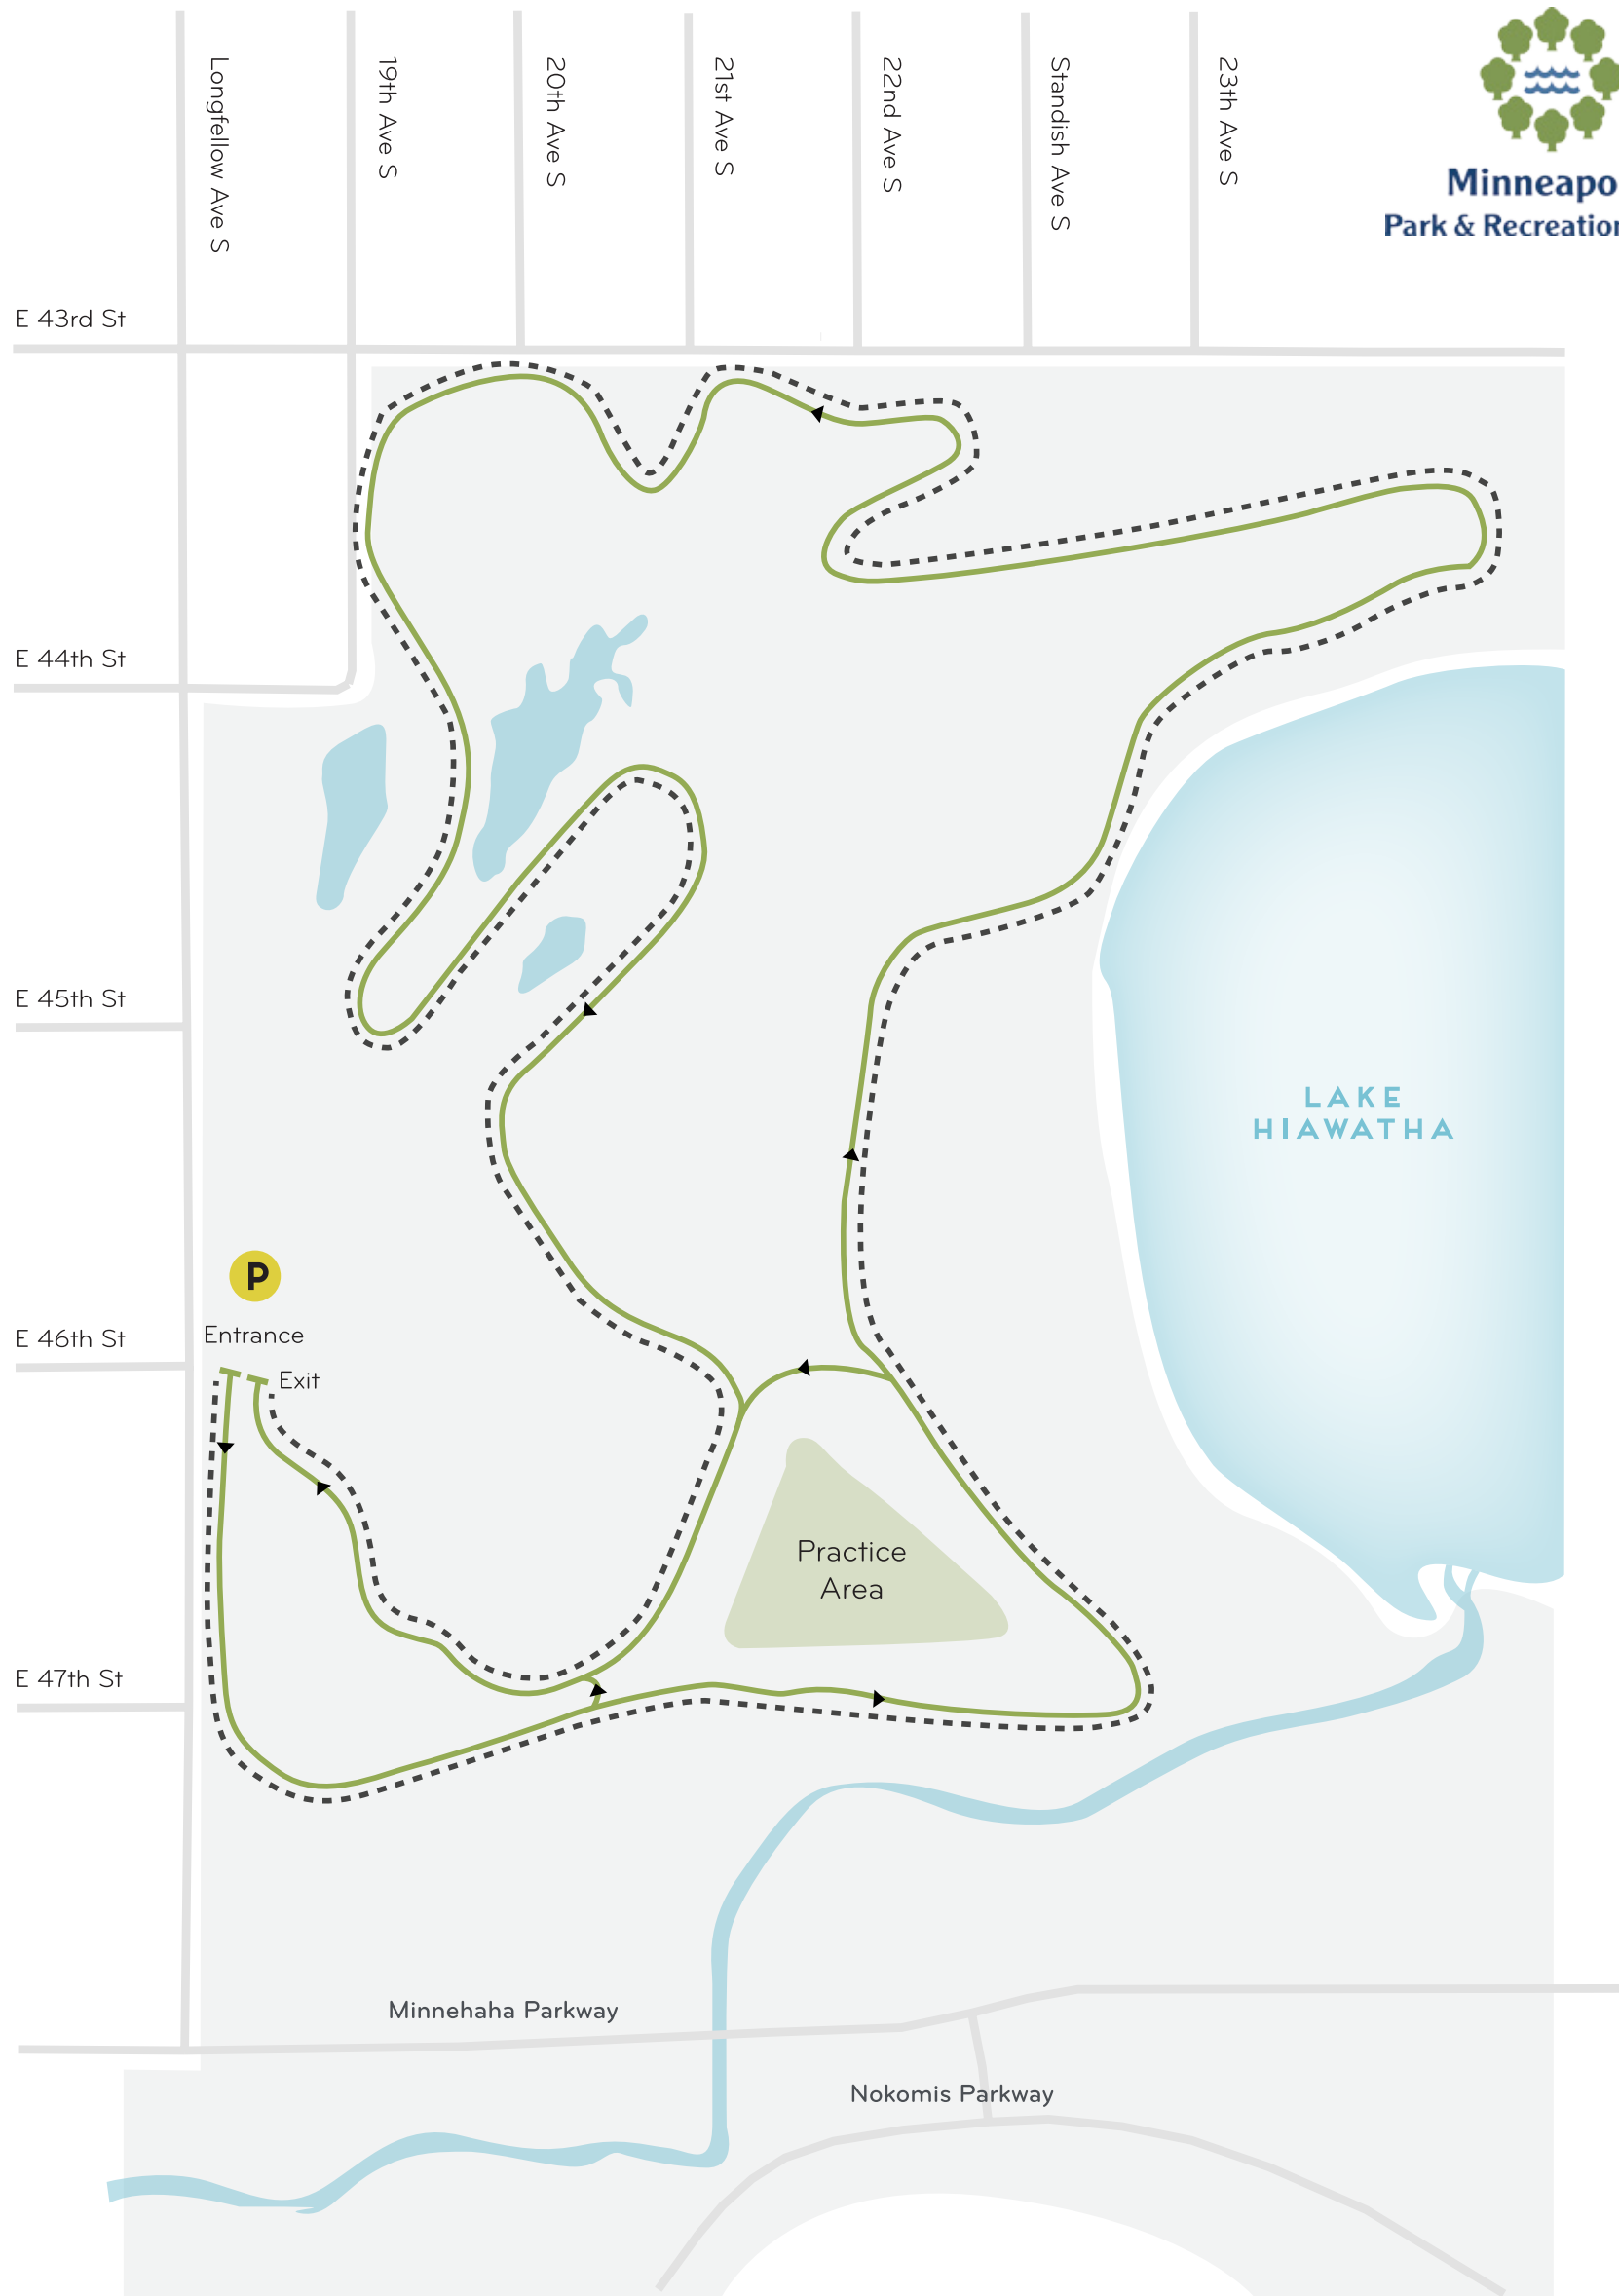 Longfellow Ave S
19th Ave S
20th Ave S
21st Ave S
22nd Ave S
Standish Ave S
23th Ave S
Minneapo
Park & Recreation
E 43rd St
E 44th St
E 45th St
LAKE
HIAWATHA
P
E 46th St
Entrance
Exit
Practice
Area
E 47th St
Minnehaha Parkway
Nokomis Parkway